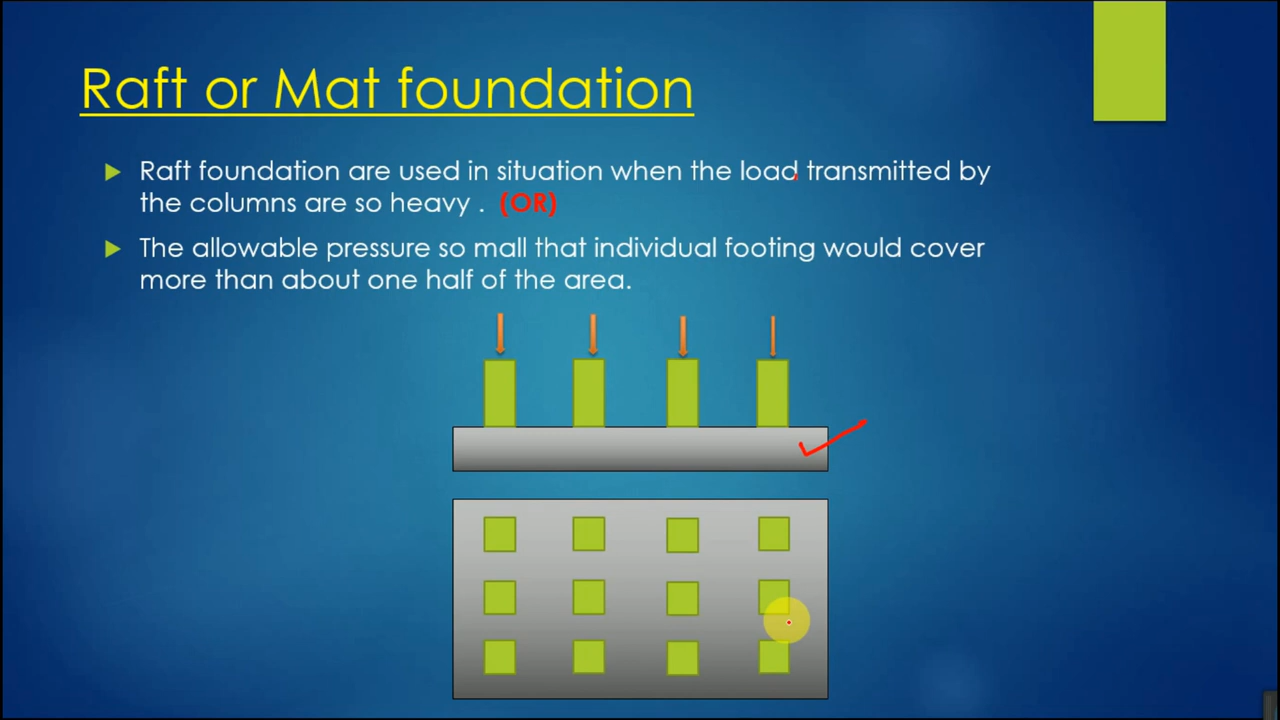 Raft or Mat foundation
Raft foundation are used in situation when the load transmitted by
the columns are so heavy . (OR)
The allowable pressure so mall that individual footing would cover
more than about one half of the area.